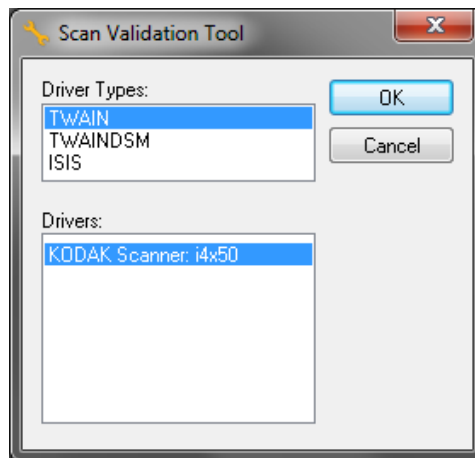 Scan Validation Tool
Driver Types:
TWAIN
TWAINDSM
ISIS
OK
Cancel
Drivers:
KODAK Scanner: i4x50